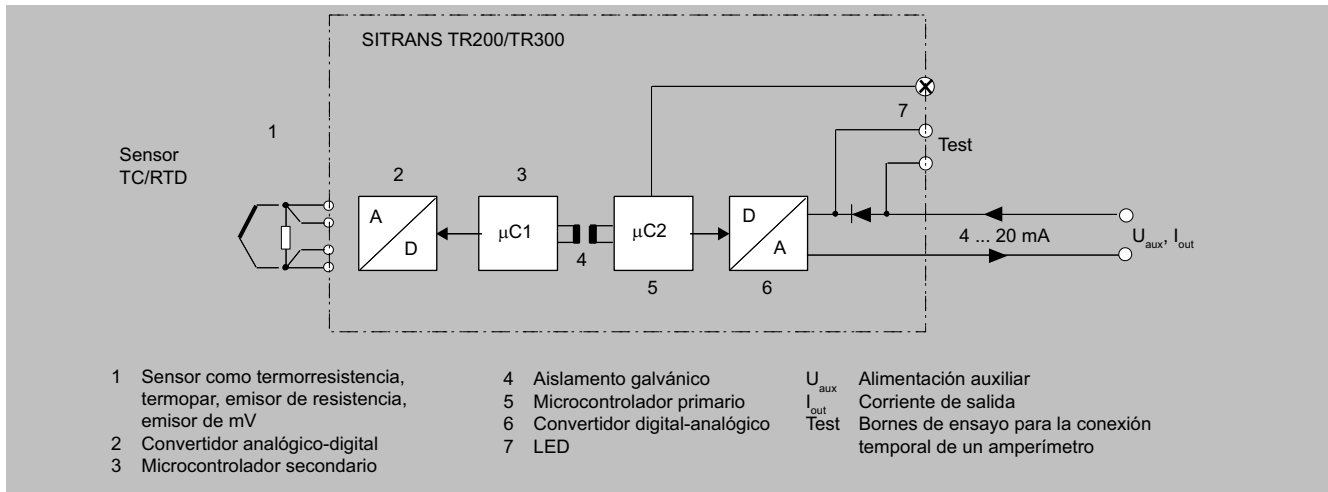 SITRANS TR200/TR300
1
Sensor
TC/RTD
7
Test
2
3
A
D
µC1
4
µC2
D
A
4 ... 20 mA
Uaux, Iout
5
6
1 Sensor como termorresistencia,
termopar, emisor de resistencia,
emisor de mV
2 Convertidor analógico-digital
3 Microcontrolador secondario
4 Aislamento galvánico
5 Microcontrolador primario
6 Convertidor digital-analógico
7 LED
Uaux Alimentación auxiliar
Iout Corriente de salida
Test Bornes de ensayo para la conexión
temporal de un amperímetro